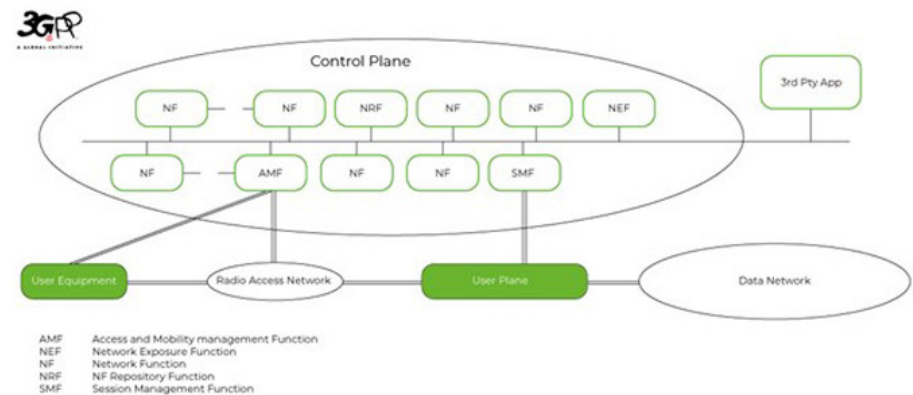 3GPP
A GLOBAL INITIATIVE
Control Plane
3rd Pty App
NF NF NRF NF NF NEF
NF AMF NF NF SMF
User Equipment Radio Access Network User Plane Data Network
AMF Access and Mobility management Function
NEF Network Exposure Function
NF Network Function
NRF NF Repository Function
SMF Session Management Function